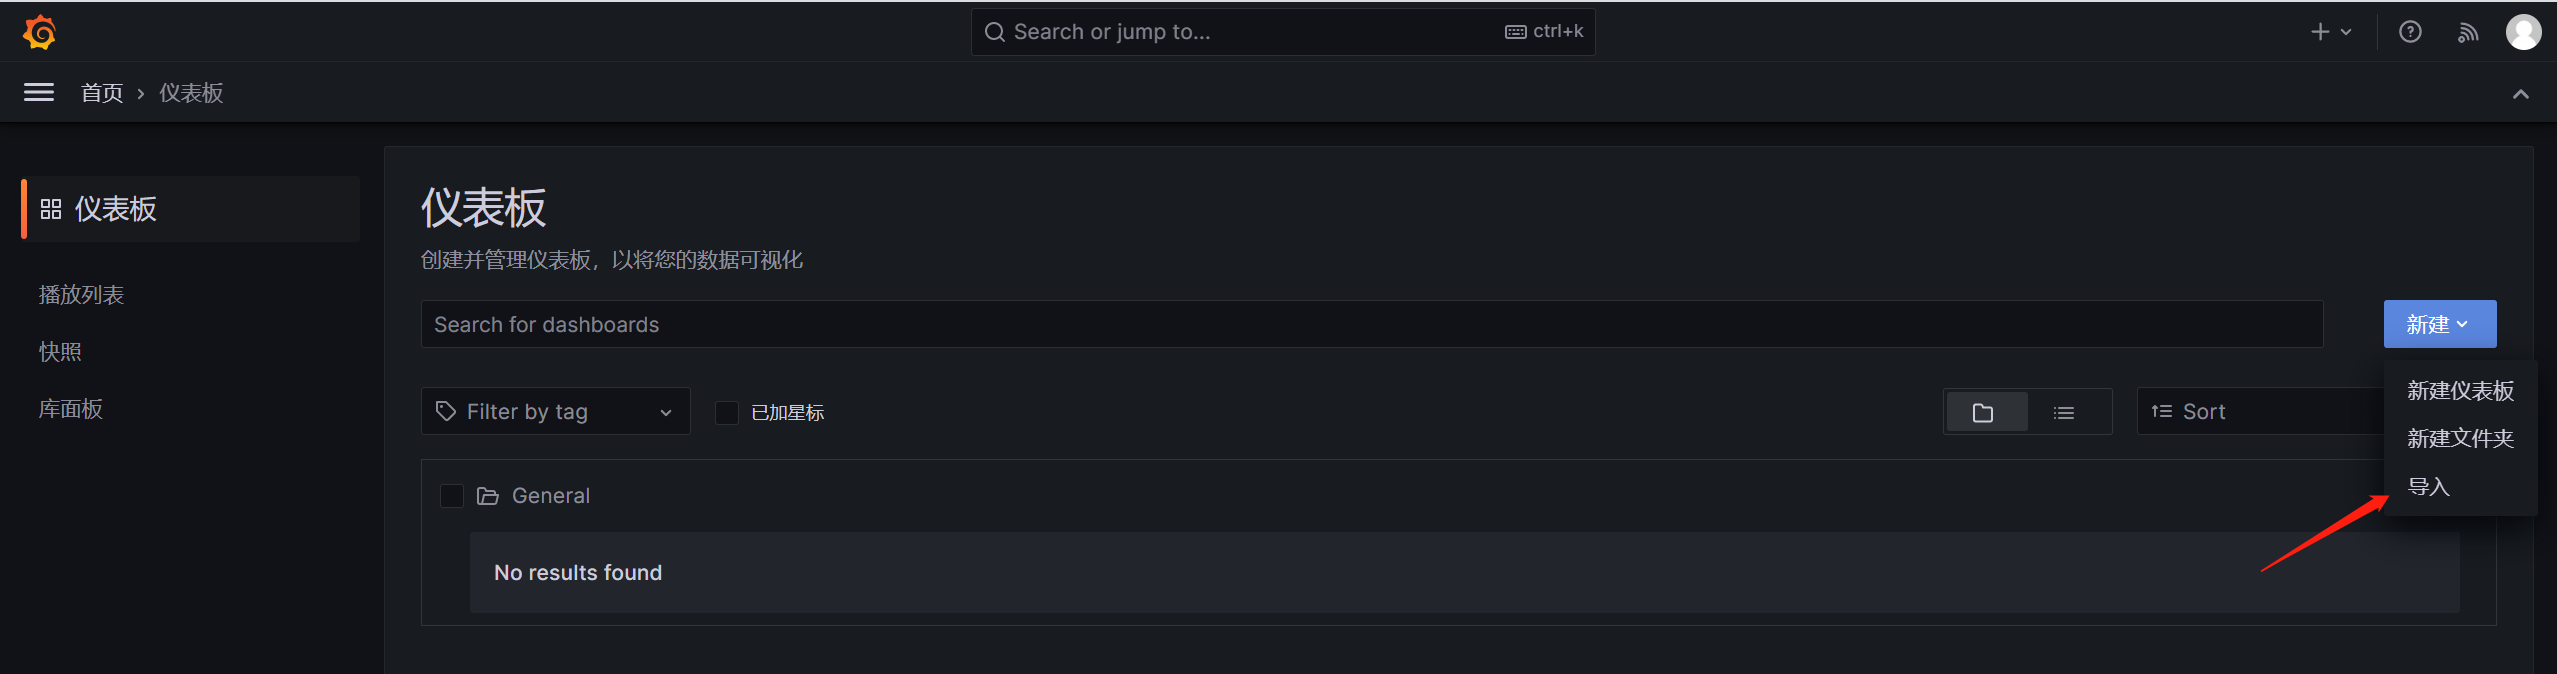 Search or jump to...
ctrl+k
首页 › 仪表板
仪表板
播放列表
快照
库面板
仪表板
创建并管理仪表板，以将您的数据可视化
Search for dashboards
新建
新建仪表板
新建文件夹
导入
Filter by tag
已加星标
Sort
General
No results found